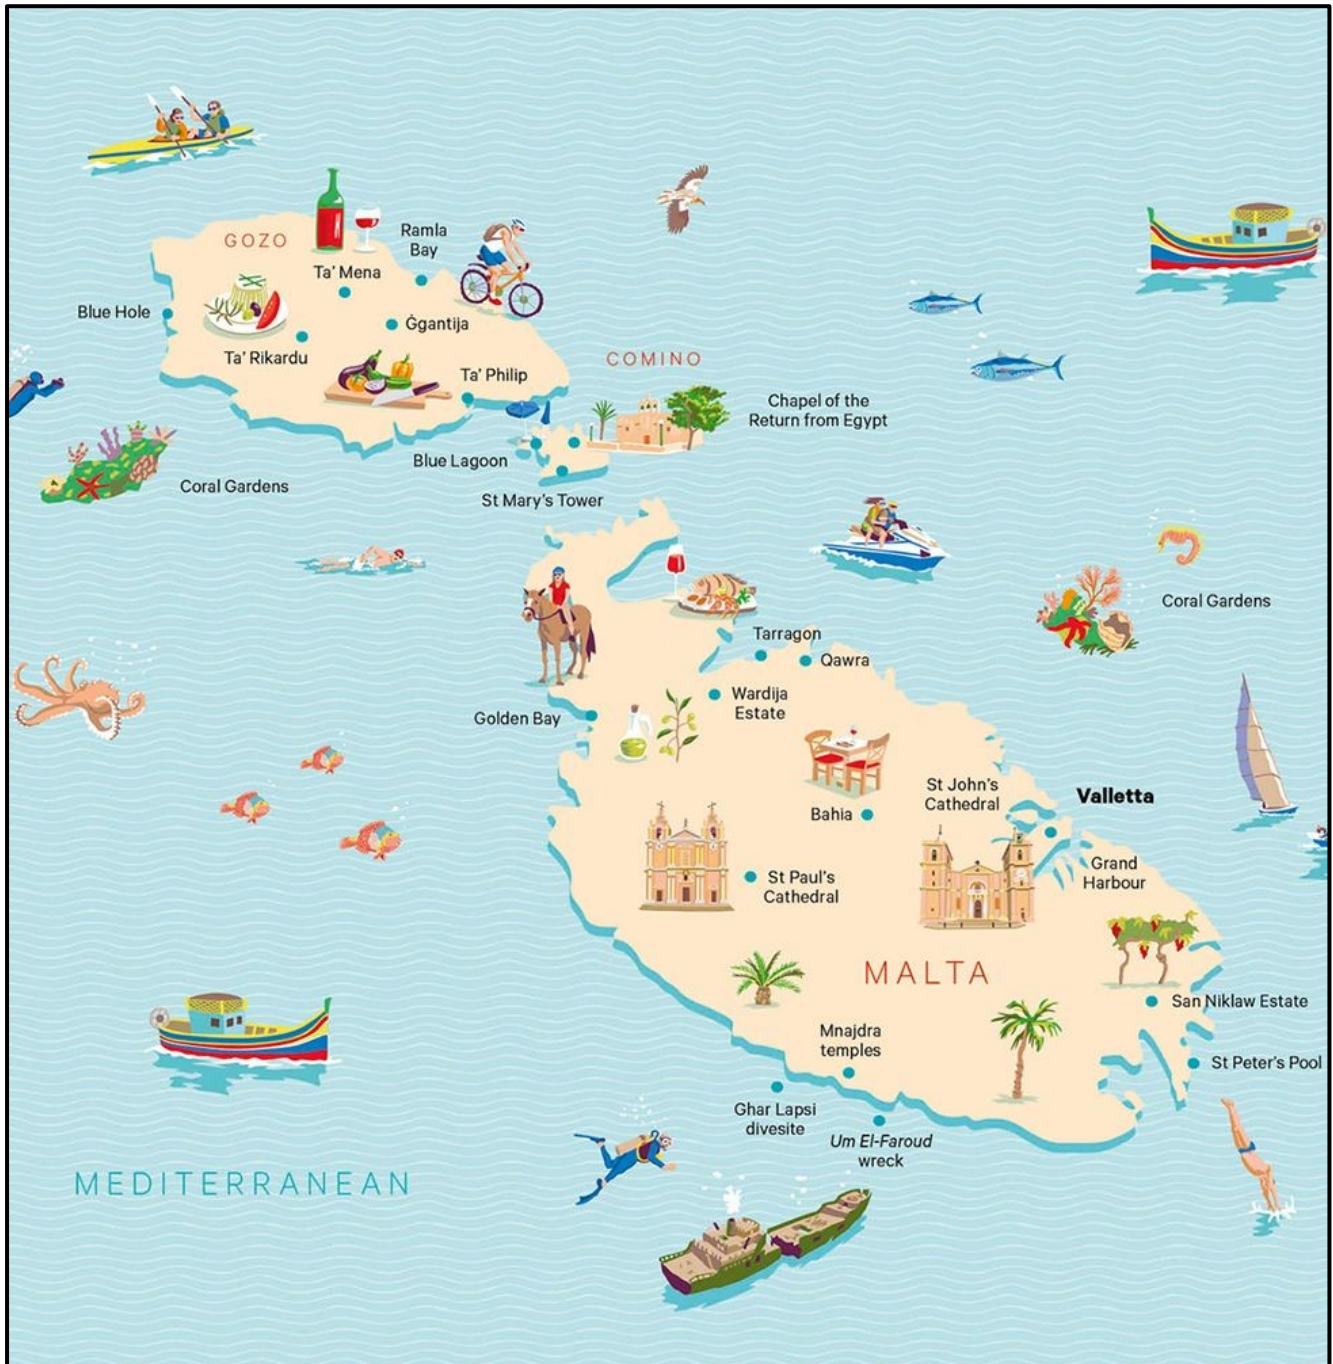 GOZO
Ramla
Bay
Ta' Mena
Blue Hole
Ġgantija
Ta' Rikardu
COMINO
Ta' Philip
Chapel of the
Return from Egypt
Blue Lagoon
Coral Gardens
St Mary's Tower
Coral Gardens
Tarragon
Qawra
Wardija
Estate
Golden Bay
St John's
Cathedral
Valletta
Bahia
Grand
Harbour
St Paul's
Cathedral
MALTA
San Niklaw Estate
Mnajdra
temples
St Peter's Pool
Ghar Lapsi
divesite
Um El-Faroud
wreck
MEDITERRANEAN